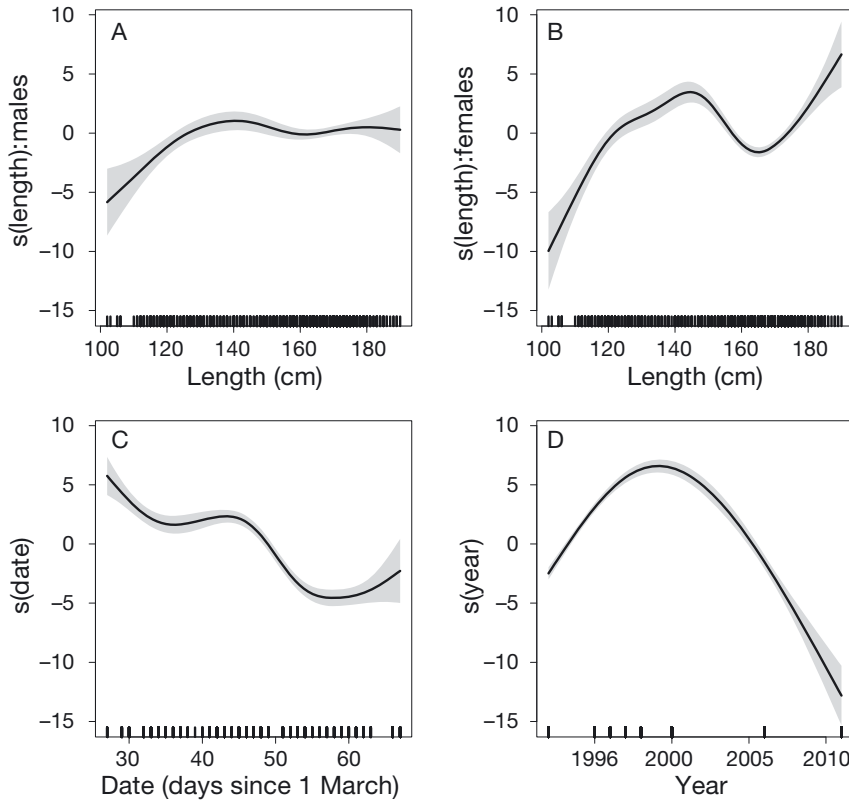 A
s(length):males
10
5
0
−5
−10
−15
100 120 140 160 180
Length (cm)
B
s(length):females
10
5
0
−5
−10
−15
100 120 140 160 180
Length (cm)
C
s(date)
10
5
0
−5
−10
−15
30 40 50 60
Date (days since 1 March)
D
s(year)
10
5
0
−5
−10
−15
1996 2000 2005 2010
Year